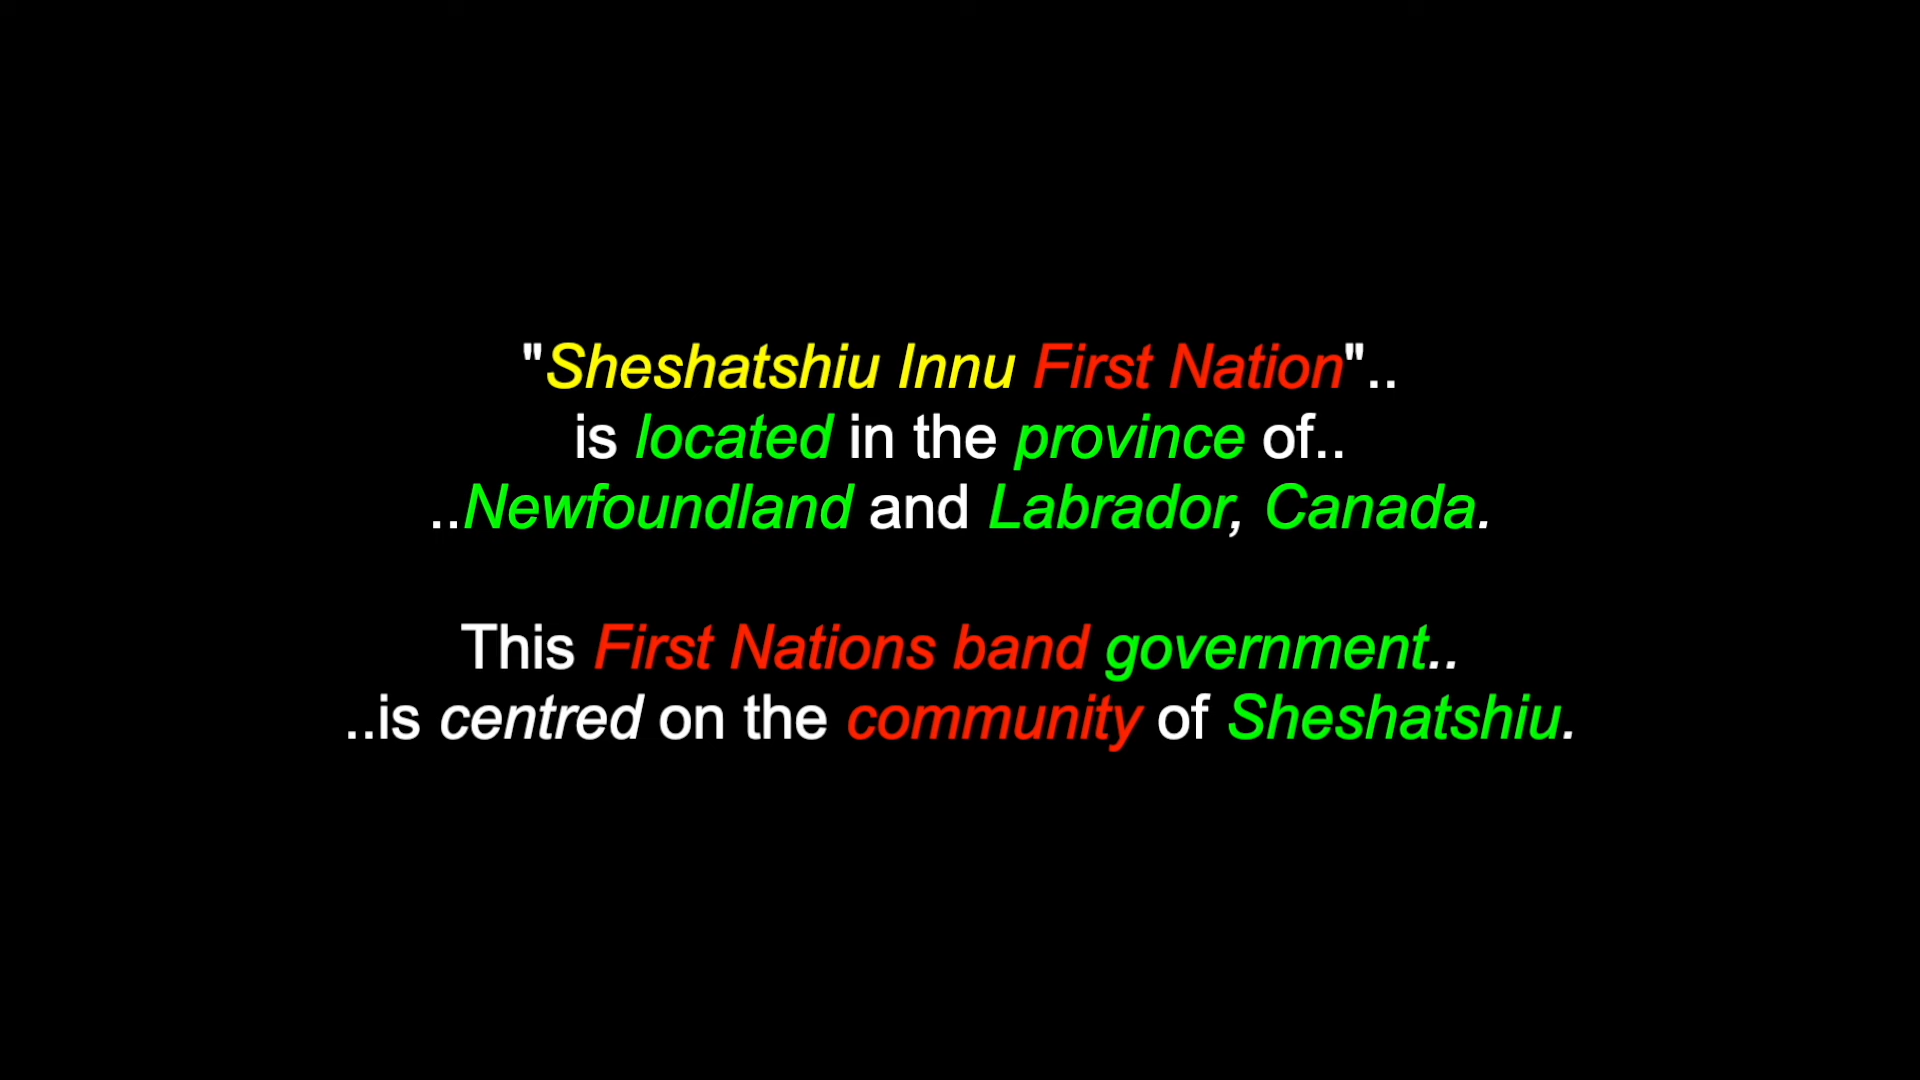 "Sheshatshiu Innu First Nation"..
is located in the province of..
..Newfoundland and Labrador, Canada.
This First Nations band government..
..is centred on the community of Sheshatshiu.